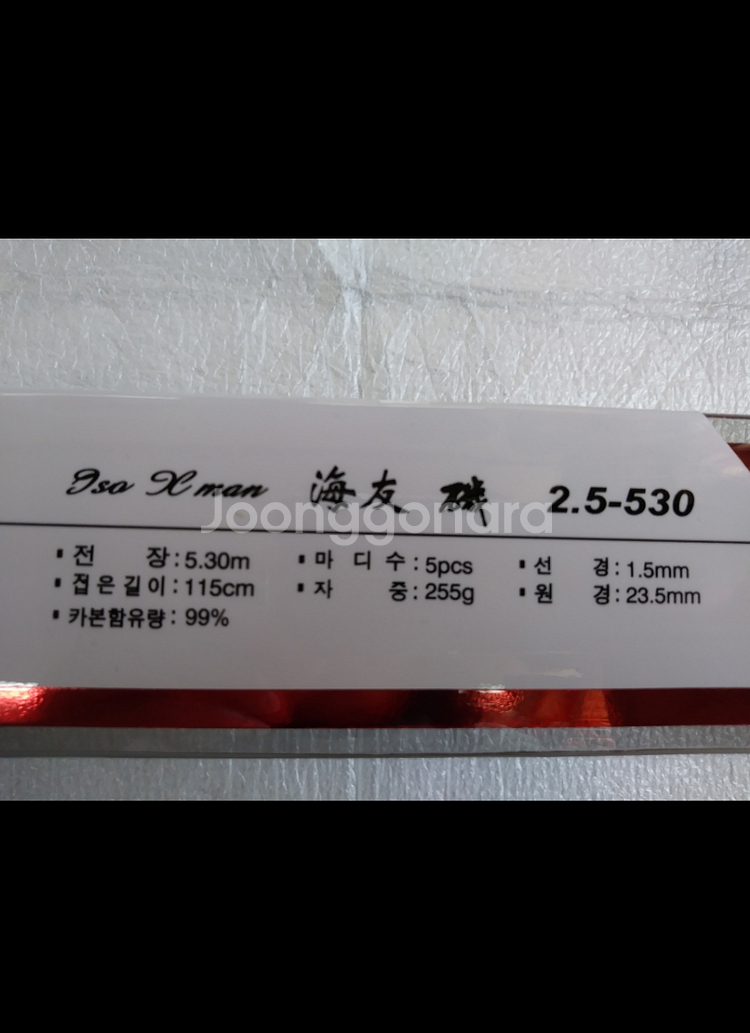 Iso X man 海友 磯 2.5-530
Joonggonara
▪ 전 장 : 5.30m ▪ 마 디 수 : 5pcs ▪ 선 경 : 1.5mm
▪ 접은길이 : 115cm ▪ 자 중 : 255g ▪ 원 경 : 23.5mm
▪ 카본함유량 : 99%